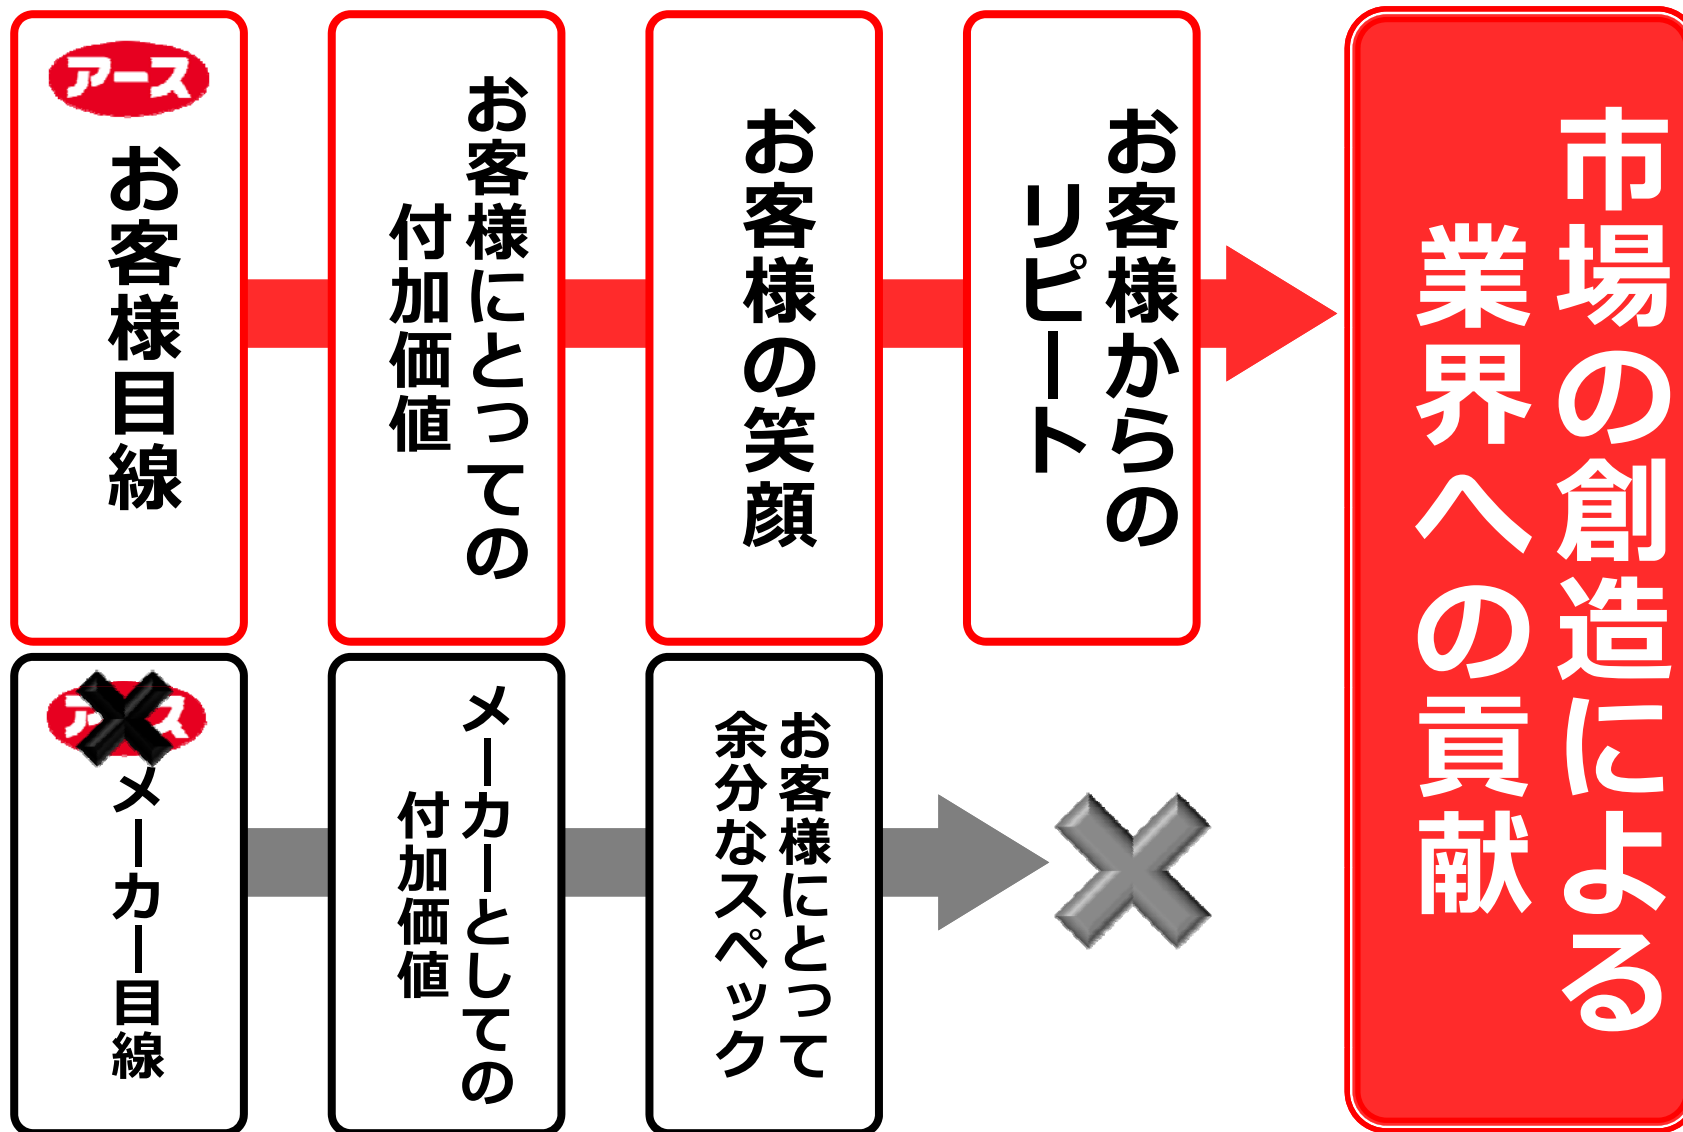 アース
お客様目線
お客様にとっての
付加価値
お客様の笑顔
お客様からの
リピート
市場の創造による
業界への貢献
アース
メーカー目線
メーカーとしての
付加価値
お客様にとって
余分なスペック